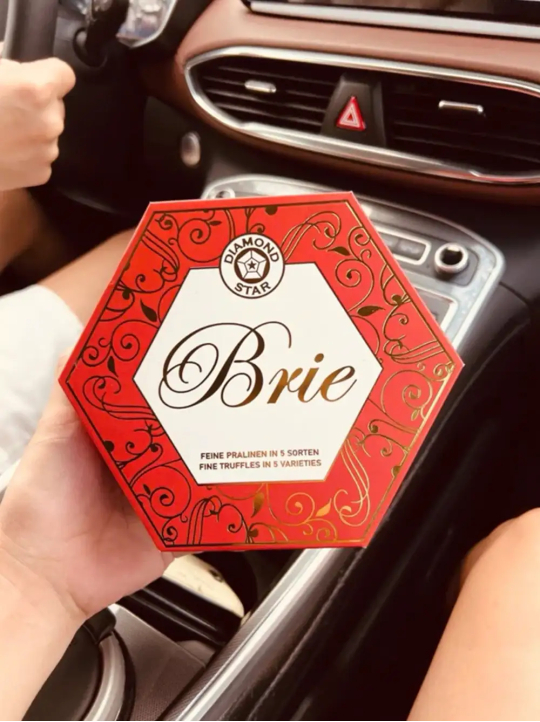 DIAMOND
STAR
Brie
FEINE PRALINEN IN 5 SORTEN
FINE TRUFFLES IN 5 VARIETIES